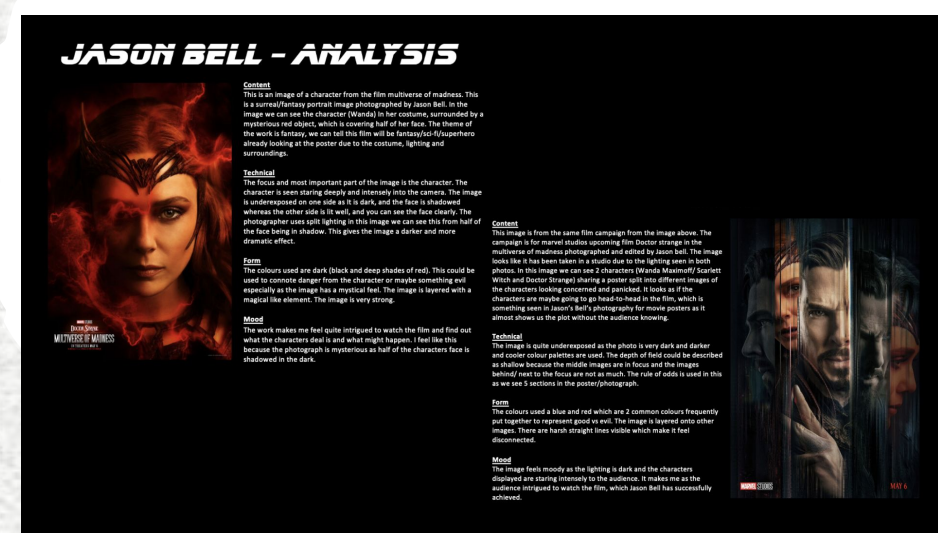 JASON BELL – ANALYSIS
Content
This is an image of a character from the film multiverse of madness. This
is a surreal/fantasy portrait image photographed by Jason Bell. In the
image we can see the character (Wanda) In her costume, surrounded by a
mysterious red object, which is covering half of her face. The theme of
the work is fantasy, we can tell this film will be fantasy/sci-fi/superhero
already looking at the poster due to the costume, lighting and
surroundings.
Technical
The focus and most important part of the image is the character. The
character is seen staring deeply and intensely into the camera. The image
is underexposed on one side as It is dark, and the face is shadowed
whereas the other side is lit well, and you can see the face clearly. The
photographer uses split lighting in this image we can see this from half of
the face being in shadow. This gives the image a darker and more
dramatic effect.
Form
The colours used are dark (black and deep shades of red). This could be
used to connote danger from the character or maybe something evil
especially as the image has a mystical feel. The image is layered with a
magical like element. The image is very strong.
Mood
The work makes me feel quite intrigued to watch the film and find out
what the characters deal is and what might happen. I feel like this
because the photograph is mysterious as half of the characters face is
shadowed in the dark.
MARVEL STUDIOS
DOCTOR STRANGE
MULTIVERSE OF MADNESS
Content
This image is from the same film campaign from the image above. The
campaign is for marvel studios upcoming film Doctor strange in the
multiverse of madness photographed and edited by Jason bell. The image
looks like it has been taken in a studio due to the lighting seen in both
photos. In this image we can see 2 characters (Wanda Maximoff/ Scarlett
Witch and Doctor Strange) sharing a poster split into different images of
the characters looking concerned and panicked. It looks as if the
characters are maybe going to go head-to-head in the film, which is
something seen in Jason's Bell's photography for movie posters as it
almost shows us the plot without the audience knowing.
Technical
The image is quite underexposed as the photo is very dark and darker
and cooler colour palettes are used. The depth of field could be described
as shallow because the middle images are in focus and the images
behind/ next to the focus are not as much. The rule of odds is used in this
as we see 5 sections in the poster/photograph.
Form
The colours used a blue and red which are 2 common colours frequently
put together to represent good vs evil. The image is layered onto other
images. There are harsh straight lines visible which make it feel
disconnected.
Mood
The image feels moody as the lighting is dark and the characters
displayed are staring intensely to the audience. It makes me as the
audience intrigued to watch the film, which Jason Bell has successfully
achieved.
MARVEL STUDIOS
MAY 6